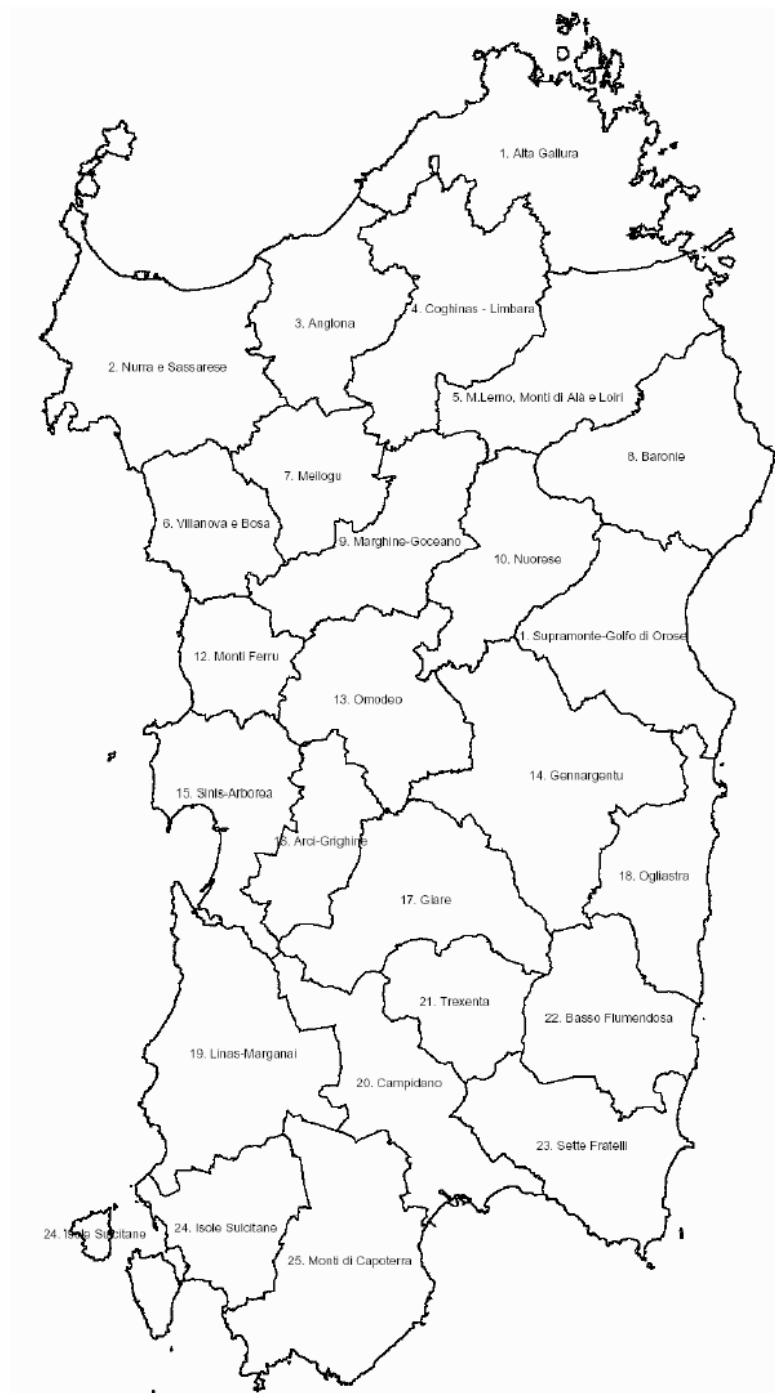 1. Alta Gallura
3. Anglona
4. Coghinas - Limbara
2. Nurra e Sassarese
5. M.Lerno, Monti di Alà e Loiri
8. Baronie
7. Meilogu
6. Villanova e Bosa
9. Marghine-Goceano
10. Nuorese
1. Supramonte-Golfo di Orose
12. Monti Ferru
13. Omodeo
14. Gennargentu
15. Sinis-Arborea
16. Arci-Grighine
18. Ogliastra
17. Giare
21. Trexenta
22. Basso Flumendosa
19. Linas-Marganai
20. Campidano
23. Sette Fratelli
24. Isole Sulcitane
24. Isole Sulcitane
25. Monti di Capoterra